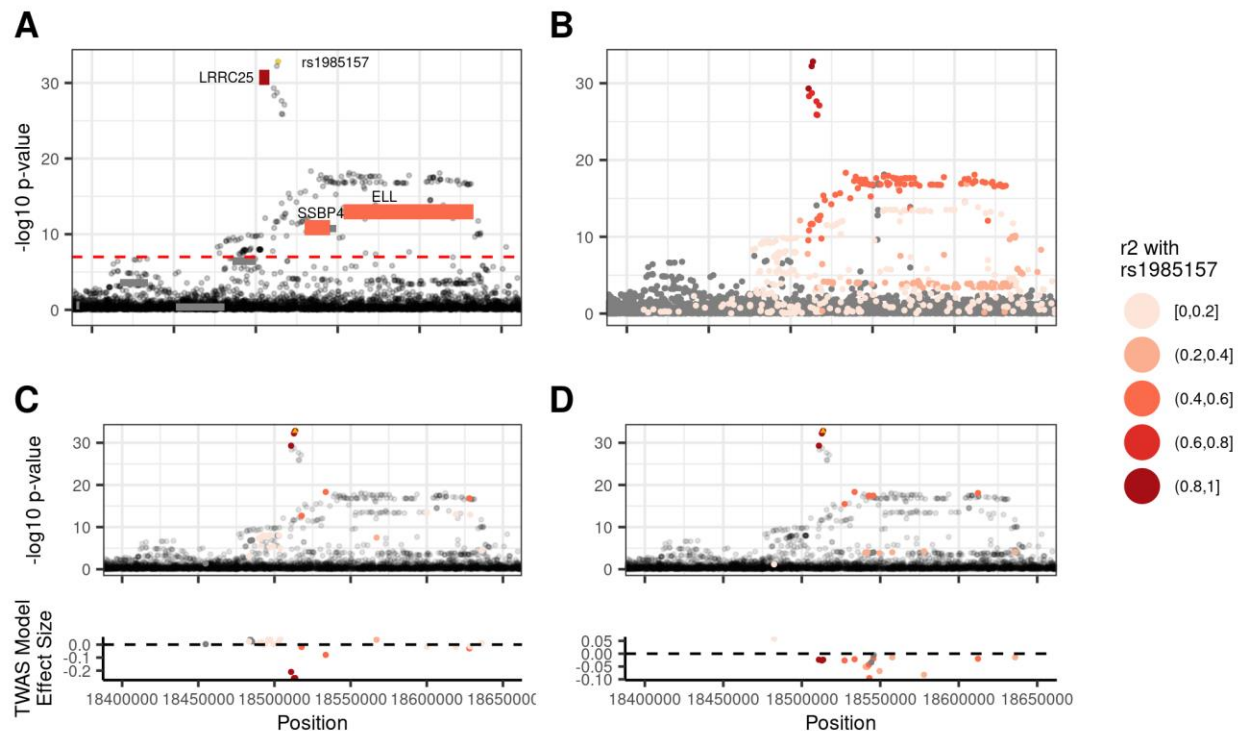 A
B
-log10 p-value
30
20
10
0
LRRC25
rs1985157
SSBP4
ELL
30
20
10
0
r2 with
rs1985157
[0,0.2]
(0.2,0.4]
(0.4,0.6]
(0.6,0.8]
(0.8,1]
C
D
-log10 p-value
30
20
10
0
30
20
10
0
TWAS Model
Effect Size
0.0
-0.1
-0.2
0.05
0.00
-0.05
-0.10
18400000 18450000 18500000 18550000 18600000 18650000
18400000 18450000 18500000 18550000 18600000 18650000
Position
Position